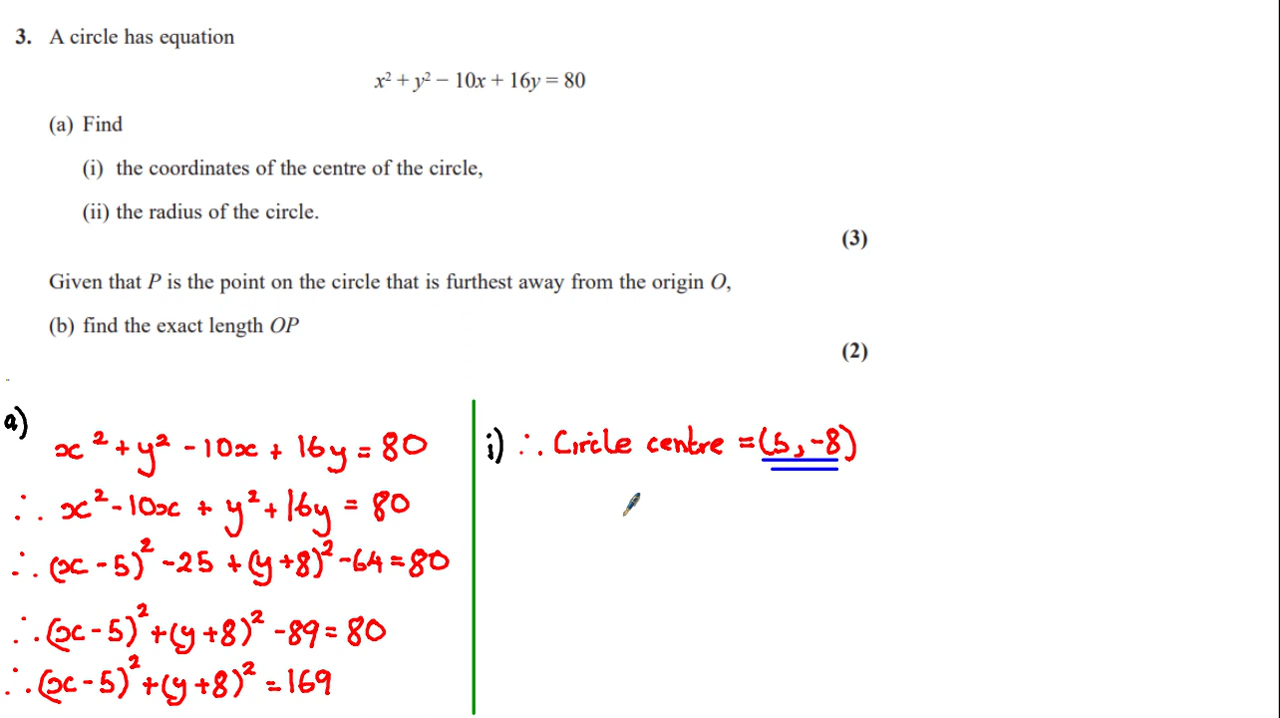 3. A circle has equation
x² + y² − 10x + 16y = 80
(a) Find
(i) the coordinates of the centre of the circle,
(ii) the radius of the circle.
(3)
Given that P is the point on the circle that is furthest away from the origin O,
(b) find the exact length OP
(2)
a)
x² + y² - 10x + 16y = 80
∴ x² - 10x + y² + 16y = 80
∴ (x - 5)² - 25 + (y + 8)² - 64 = 80
∴ (x - 5)² + (y + 8)² - 89 = 80
∴ (x - 5)² + (y + 8)² = 169
i) ∴ Circle centre = (5, -8)